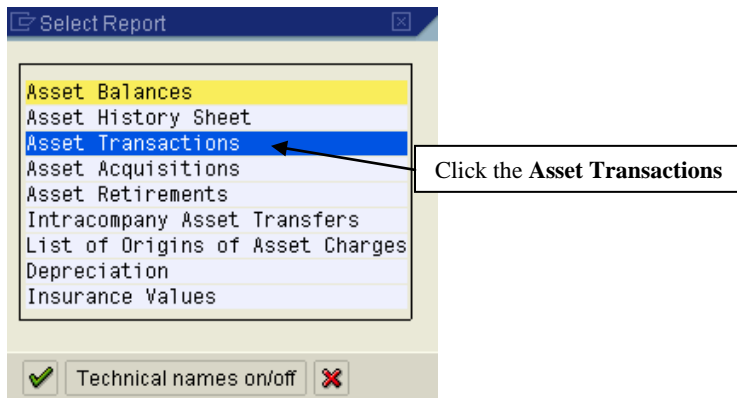 Select Report
Asset Balances
Asset History Sheet
Asset Transactions
Asset Acquisitions
Click the Asset Transactions
Asset Retirements
Intracompany Asset Transfers
List of Origins of Asset Charges
Depreciation
Insurance Values
Technical names on/off